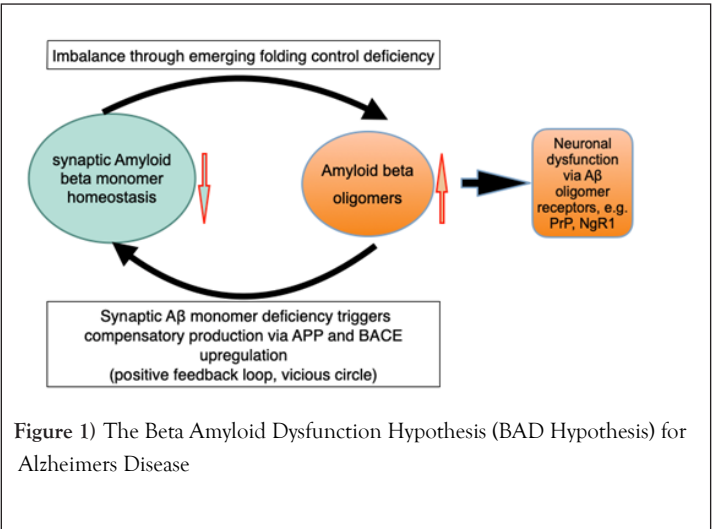 Imbalance through emerging folding control deficiency
synaptic Amyloid
beta monomer
homeostasis
Amyloid beta
oligomers
Neuronal
dysfunction
via Aβ
oligomer
receptors, e.g.
PrP, NgR1
Synaptic Aβ monomer deficiency triggers
compensatory production via APP and BACE
upregulation
(positive feedback loop, vicious circle)
Figure 1) The Beta Amyloid Dysfunction Hypothesis (BAD Hypothesis) for
Alzheimers Disease